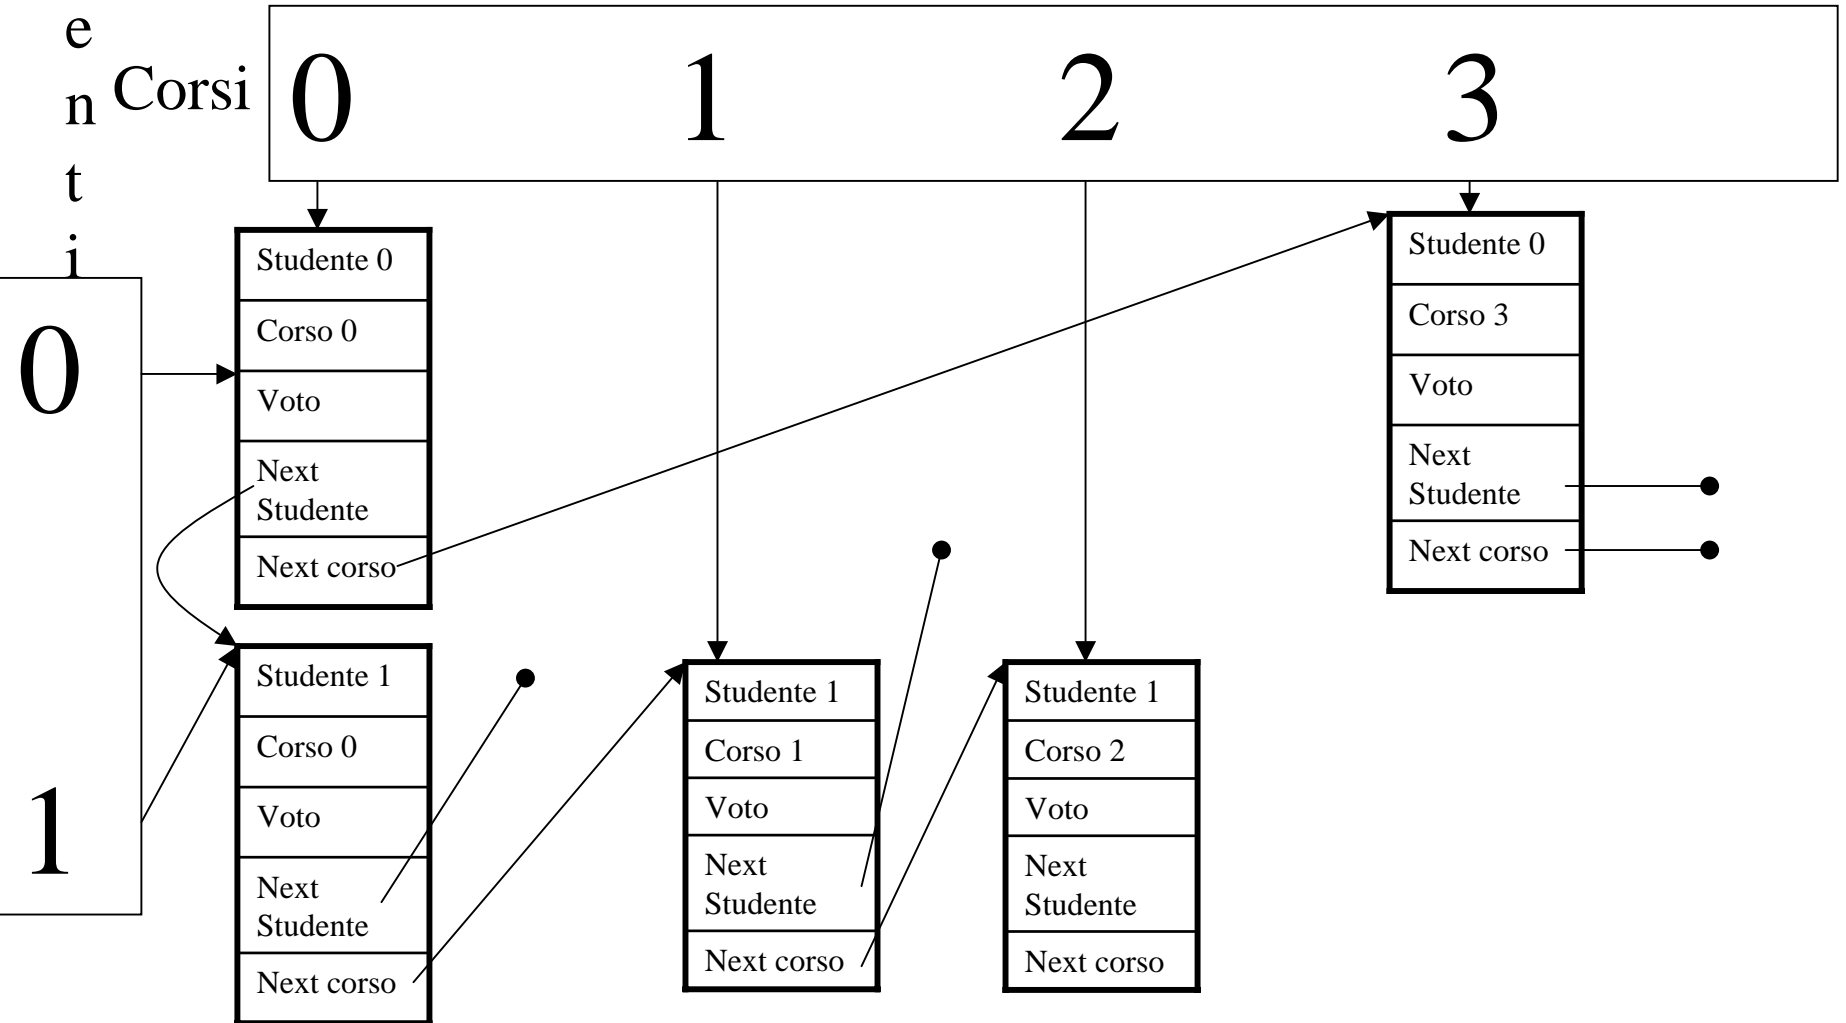 e
n
t
i
Corsi
0 1 2 3
0
1
Studente 0
Corso 0
Voto
Next
Studente
Next corso
Studente 0
Corso 3
Voto
Next
Studente
Next corso
Studente 1
Corso 0
Voto
Next
Studente
Next corso
Studente 1
Corso 1
Voto
Next
Studente
Next corso
Studente 1
Corso 2
Voto
Next
Studente
Next corso